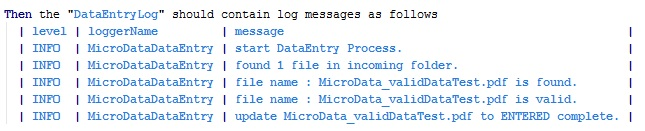 Then the "DataEntryLog" should contain log messages as follows
| level | loggerName | message |
| INFO | MicroDataDataEntry | start DataEntry Process. |
| INFO | MicroDataDataEntry | found 1 file in incoming folder. |
| INFO | MicroDataDataEntry | file name : MicroData_validDataTest.pdf is found. |
| INFO | MicroDataDataEntry | file name : MicroData_validDataTest.pdf is valid. |
| INFO | MicroDataDataEntry | update MicroData_validDataTest.pdf to ENTERED complete. |